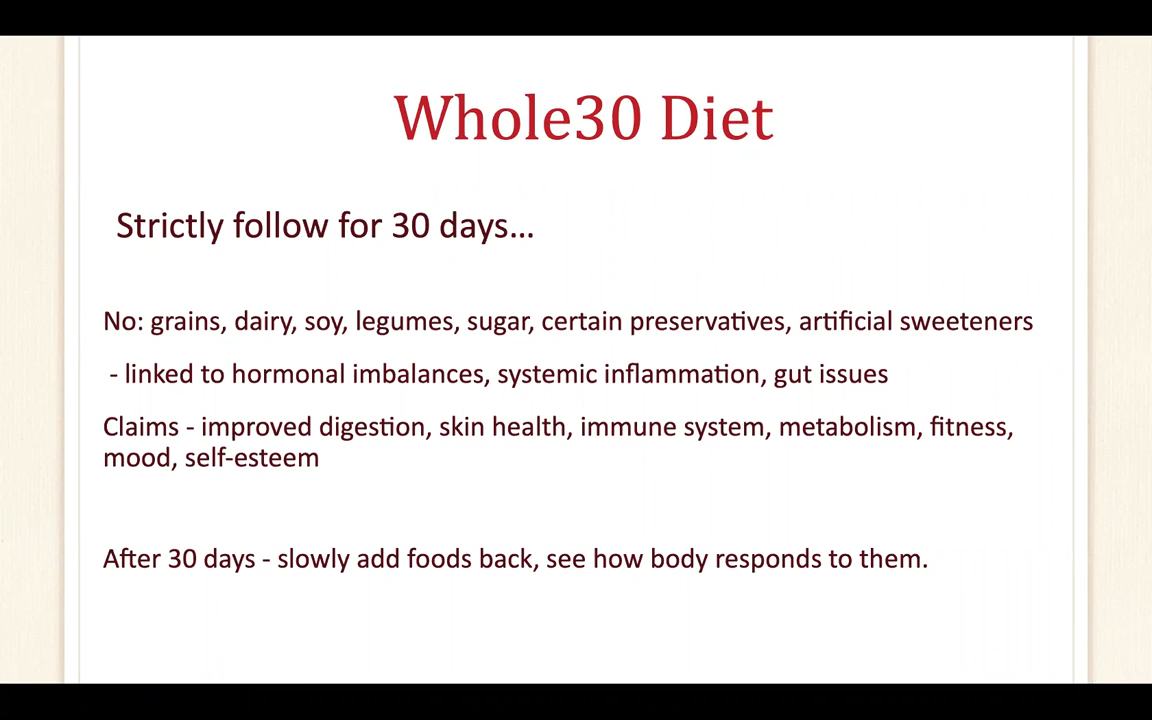 Whole30 Diet
Strictly follow for 30 days...
No: grains, dairy, soy, legumes, sugar, certain preservatives, artificial sweeteners
- linked to hormonal imbalances, systemic inflammation, gut issues
Claims - improved digestion, skin health, immune system, metabolism, fitness,
mood, self-esteem
After 30 days - slowly add foods back, see how body responds to them.